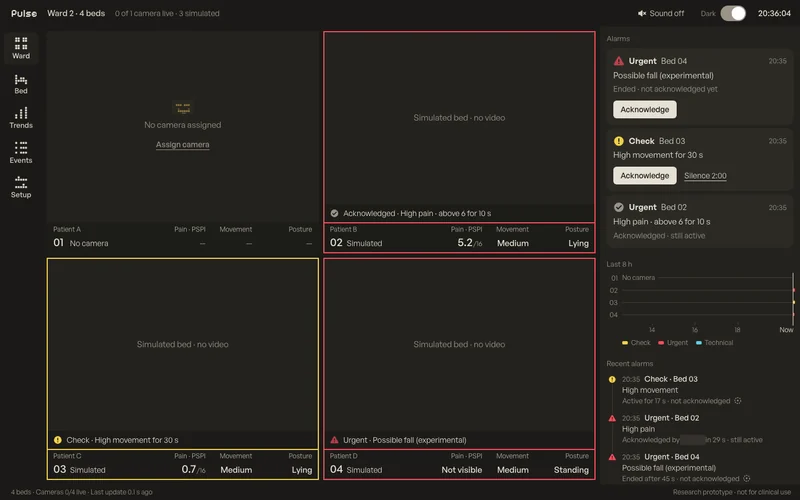 Pulse
Ward 2 · 4 beds
0 of 1 camera live · 3 simulated
Sound off
Dark
20:36:04
Ward
Bed
Trends
Events
Setup
No camera assigned
Assign camera
Patient A
Pain · PSPI
Movement
Posture
01 No camera
—
—
—
Simulated bed · no video
Acknowledged · High pain · above 6 for 10 s
Patient B
Pain · PSPI
Movement
Posture
02 Simulated
5.2/16
Medium
Lying
Simulated bed · no video
Check · High movement for 30 s
Patient C
Pain · PSPI
Movement
Posture
03 Simulated
0.7/16
Medium
Lying
Simulated bed · no video
Urgent · Possible fall (experimental)
Patient D
Pain · PSPI
Movement
Posture
04 Simulated
Not visible
Medium
Standing
Alarms
Urgent Bed 04 20:35
Possible fall (experimental)
Ended · not acknowledged yet
Acknowledge
Check Bed 03 20:35
High movement for 30 s
Acknowledge
Silence 2:00
Urgent Bed 02 20:35
High pain · above 6 for 10 s
Acknowledged · still active
Last 8 h
01 No camera
02
03
04
14 16 18 Now
Check Urgent Technical
Recent alarms
20:35 Check · Bed 03
High movement
Active for 17 s · not acknowledged
20:35 Urgent · Bed 02
High pain
Acknowledged by in 29 s · still active
20:35 Urgent · Bed 04
Possible fall (experimental)
Ended after 45 s · not acknowledged
4 beds · Cameras 0/4 live · Last update 0.1 s ago
Research prototype · not for clinical use